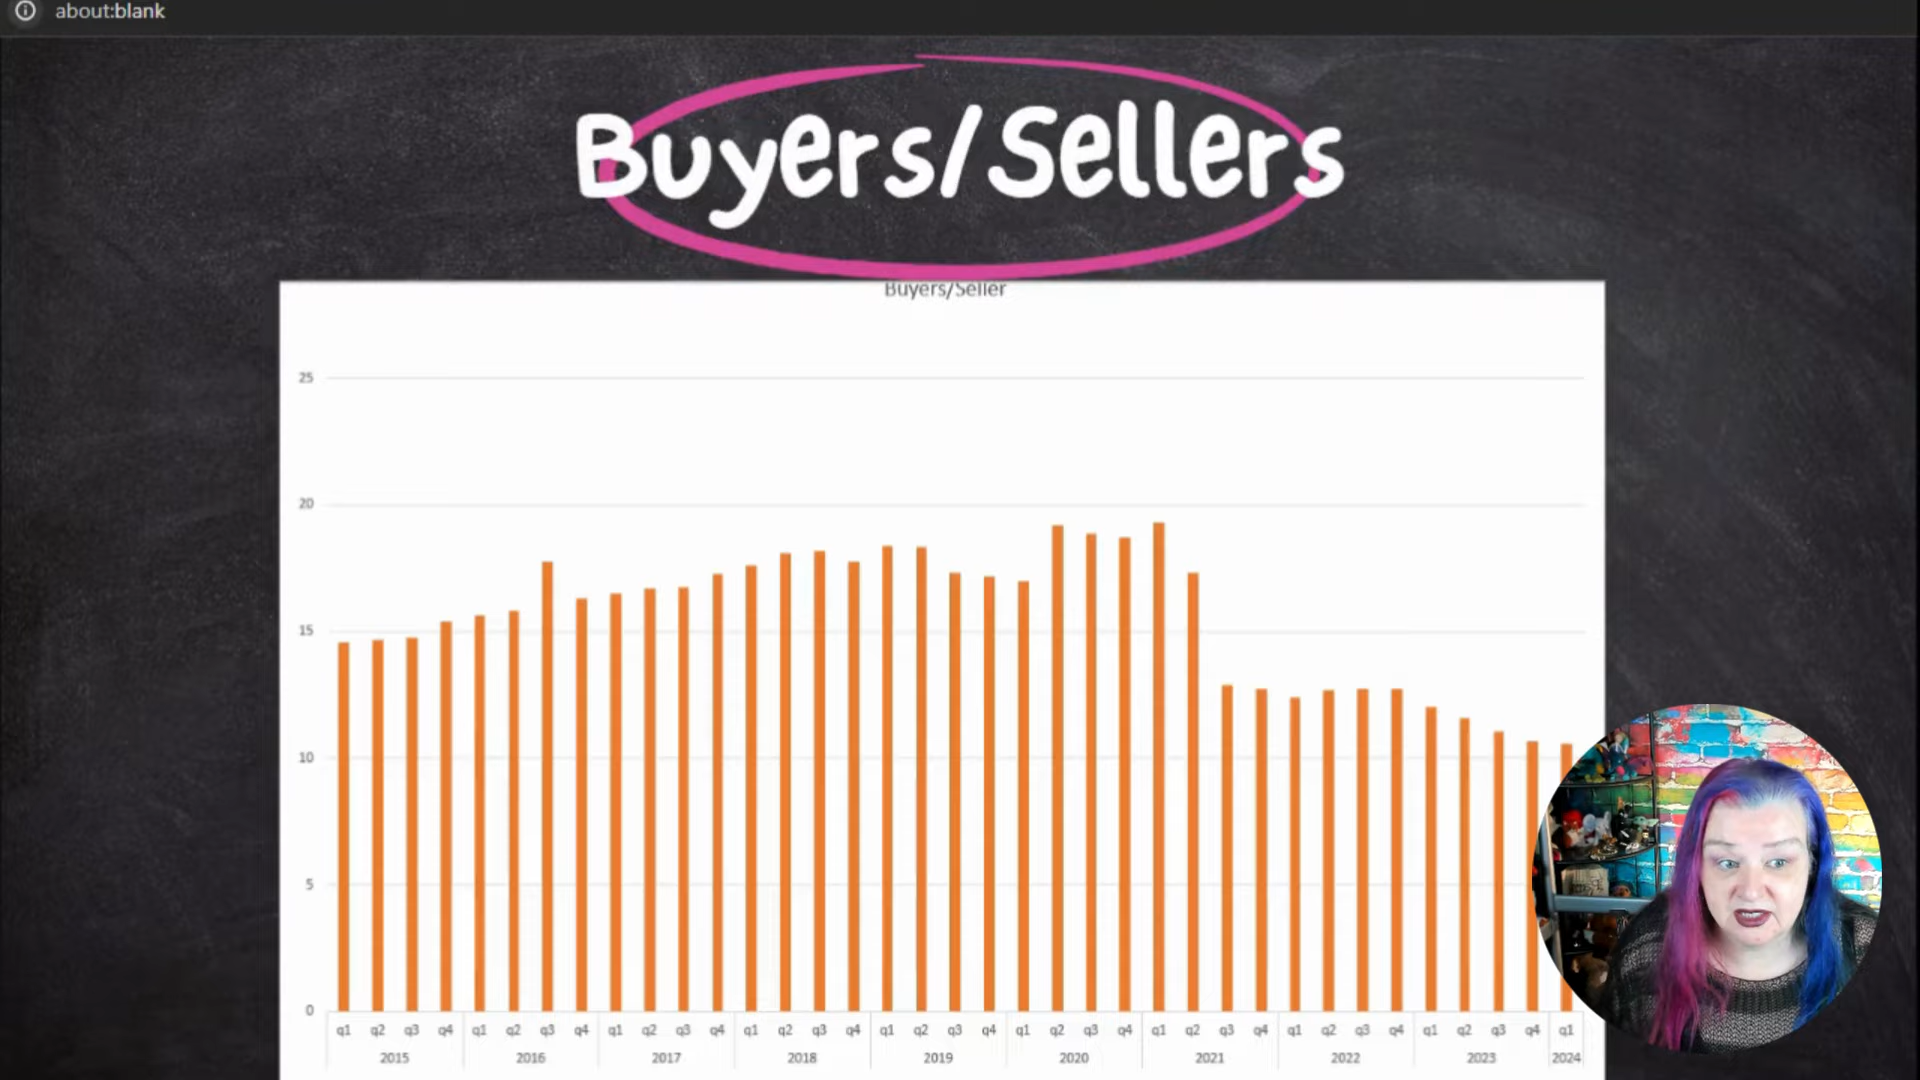 about:blank
Buyers/Sellers
Buyers/Seller
25
20
15
10
5
0
q1 q2 q3 q4 q1 q2 q3 q4 q1 q2 q3 q4 q1 q2 q3 q4 q1 q2 q3 q4 q1 q2 q3 q4 q1 q2 q3 q4 q1 q2 q3 q4 q1 q2 q3 q4 q1
2015 2016 2017 2018 2019 2020 2021 2022 2023 2024